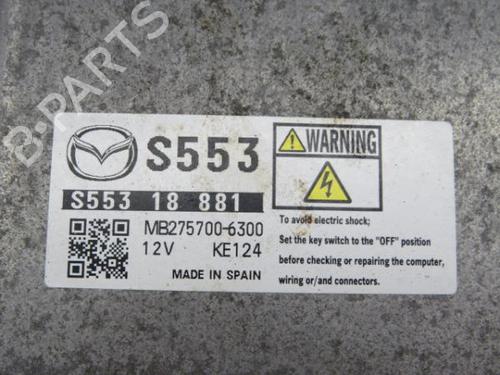 B-PARTS
S553
S553 18 881
MB275700-6300
12V KE124
MADE IN SPAIN
WARNING
To avoid electric shock;
Set the key switch to the "OFF" position
before checking or repairing the computer,
wiring or/and connectors.